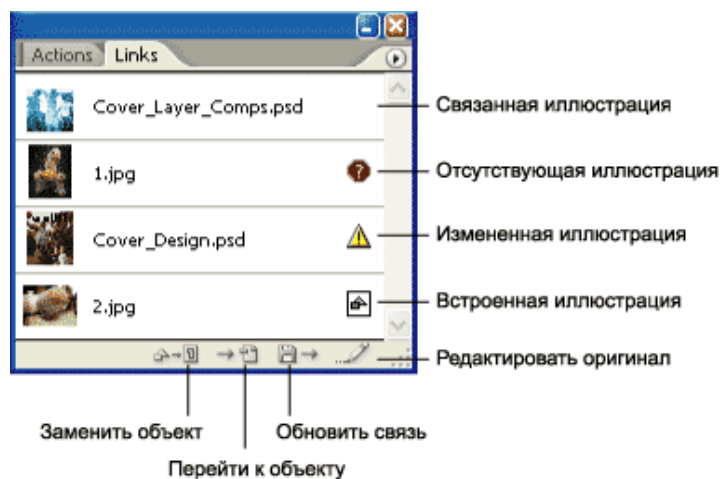 Actions Links
Cover_Layer_Comps.psd
Связанная иллюстрация
1.jpg
?
Отсутствующая иллюстрация
Cover_Design.psd
Измененная иллюстрация
2.jpg
Встроенная иллюстрация
Редактировать оригинал
Заменить объект
Обновить связь
Перейти к объекту